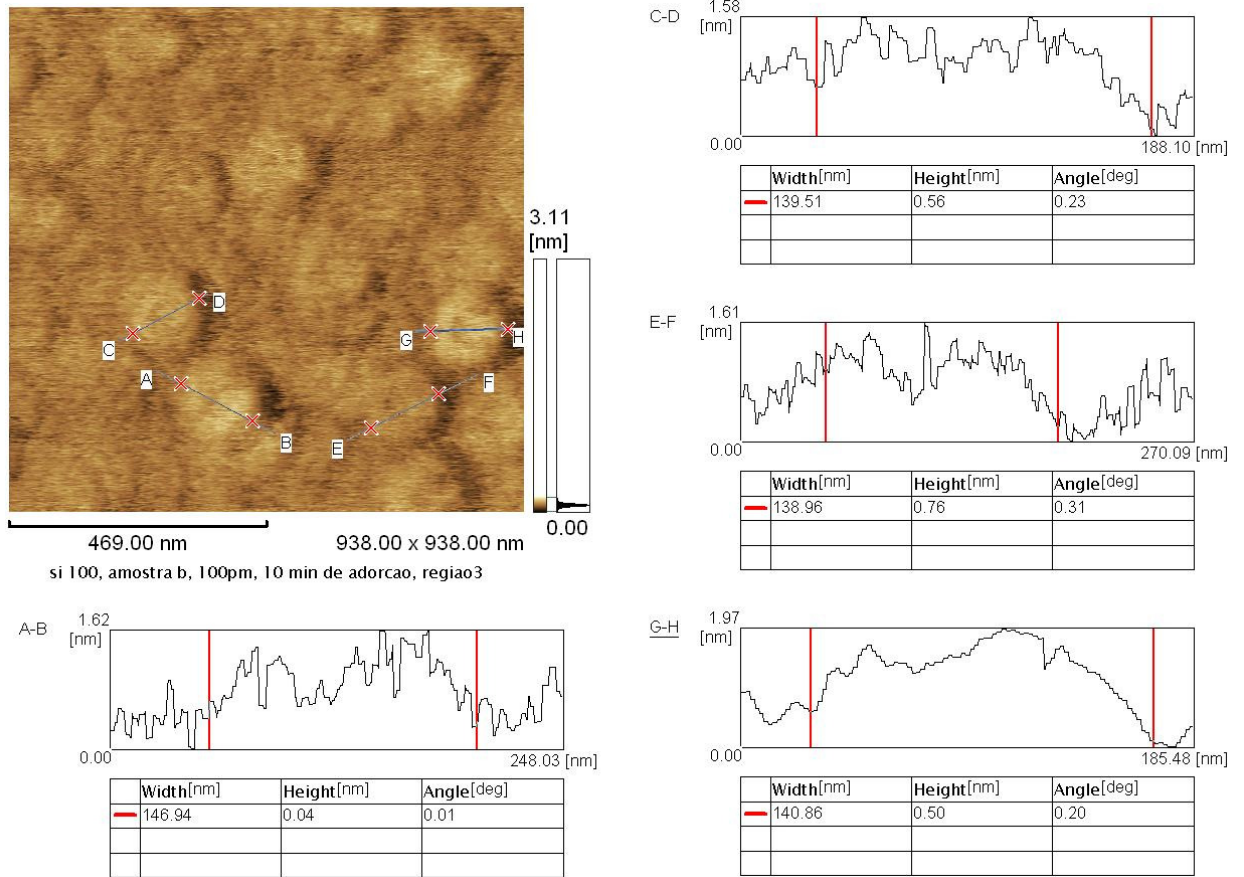 3.11
[nm]
D
C
G
H
A
F
B
E
0.00
469.00 nm
938.00 x 938.00 nm
si 100, amostra b, 100pm, 10 min de adorcao, regiao3
A-B
1.62
[nm]
0.00
248.03 [nm]
Width[nm] Height[nm] Angle[deg]
146.94 0.04 0.01
C-D
1.58
[nm]
0.00
188.10 [nm]
Width[nm] Height[nm] Angle[deg]
139.51 0.56 0.23
E-F
1.61
[nm]
0.00
270.09 [nm]
Width[nm] Height[nm] Angle[deg]
138.96 0.76 0.31
G-H
1.97
[nm]
0.00
185.48 [nm]
Width[nm] Height[nm] Angle[deg]
140.86 0.50 0.20